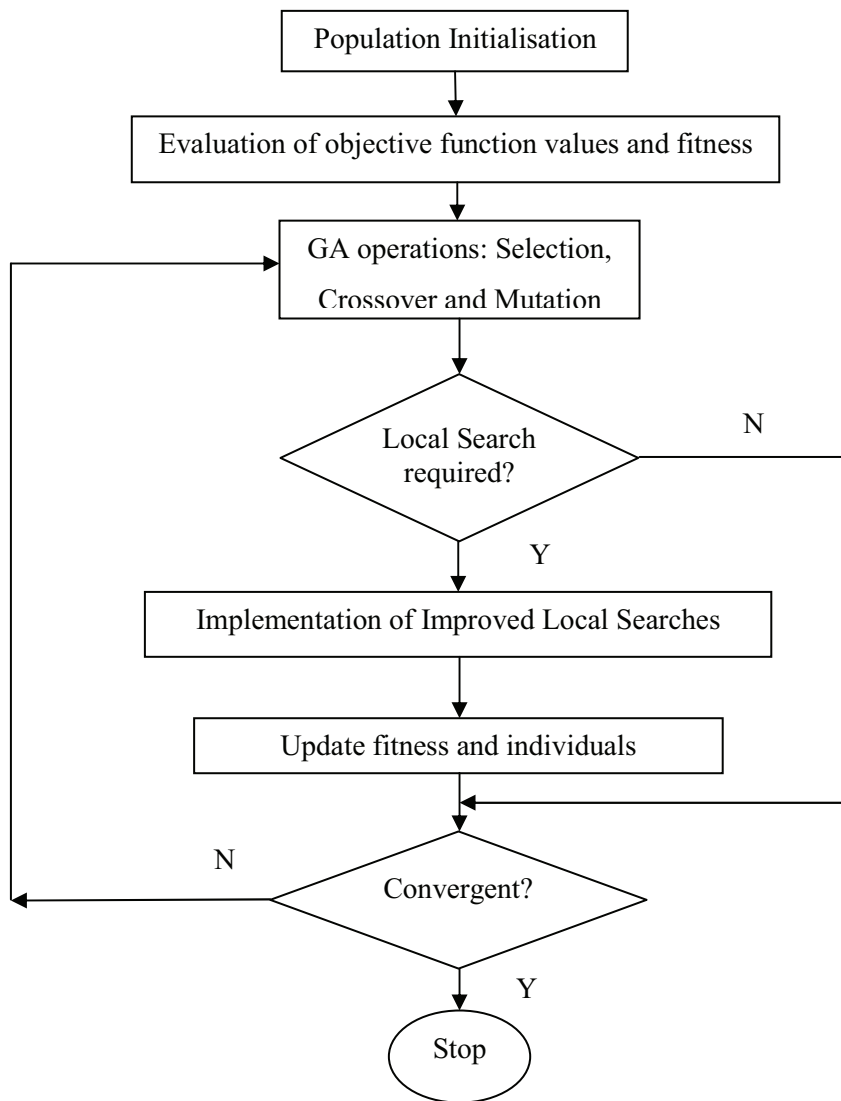 Population Initialisation
Evaluation of objective function values and fitness
GA operations: Selection,
Crossover and Mutation
Local Search
required?
N
Y
Implementation of Improved Local Searches
Update fitness and individuals
N
Convergent?
Y
Stop